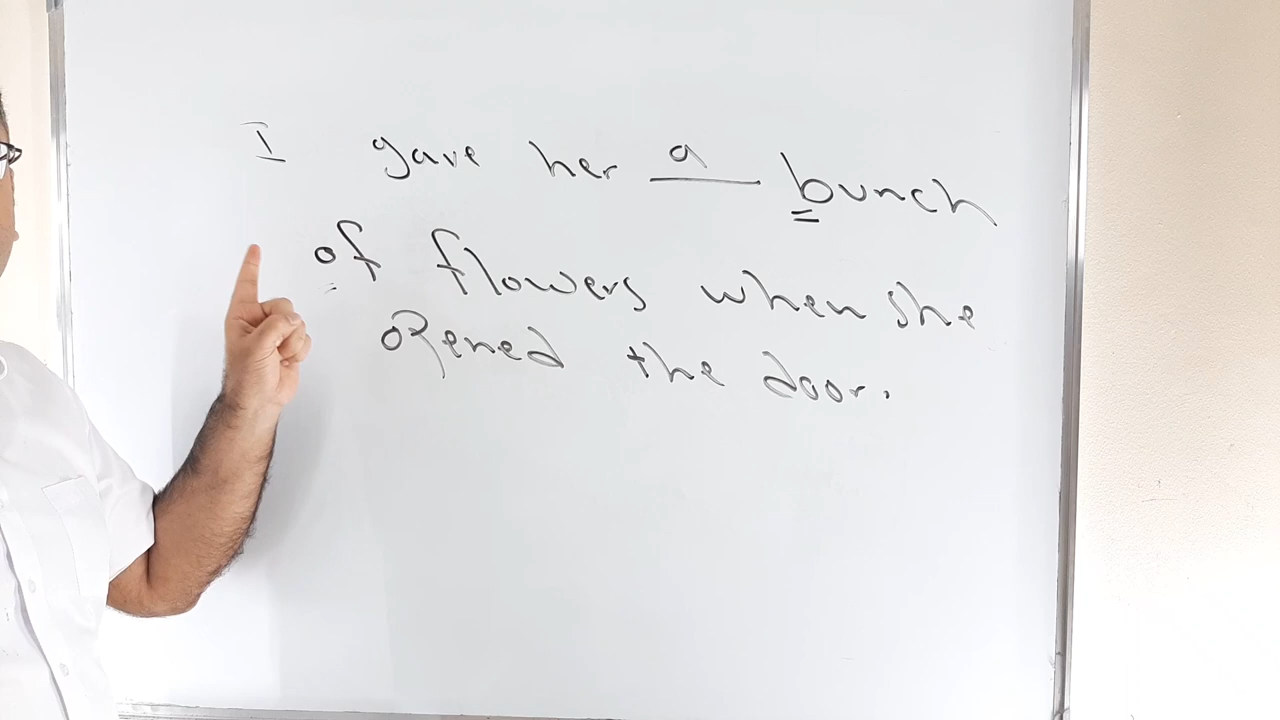 I gave her a bunch
of flowers when she
opened the door.